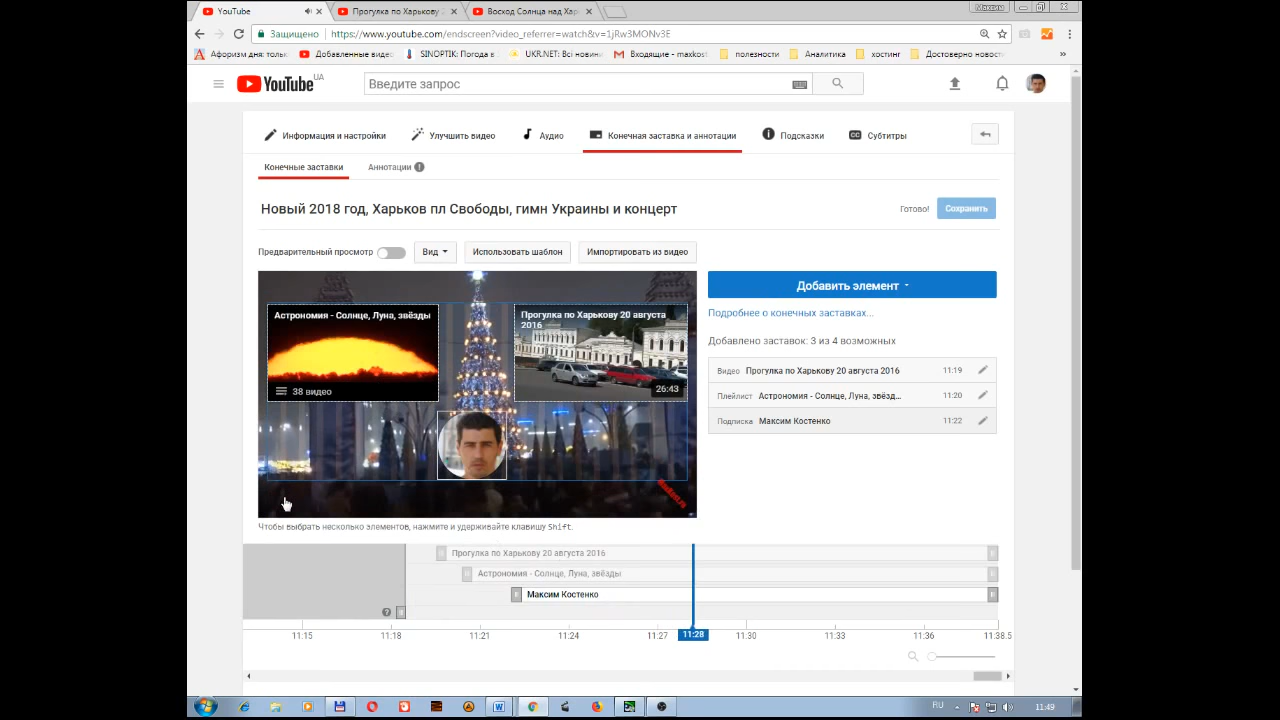 YouTube
Прогулка по Харькову
Восход Солнца над Хар
Максим
Защищено
https://www.youtube.com/endscreen?video_referrer=watch&v=1jRw3MONv3E
Афоризм дня: только
Добавленные видео
SINOPTIK: Погода в
UKR.NET: Всі новини
Входящие - maxkost
полезности
Аналитика
хостинг
Достоверно новост
»
YouTube UA
Введите запрос
Информация и настройки
Улучшить видео
Аудио
Конечная заставка и аннотации
Подсказки
CC Субтитры
Конечные заставки
Аннотации
Новый 2018 год, Харьков пл Свободы, гимн Украины и концерт
Готово!
Сохранить
Предварительный просмотр
Вид
Использовать шаблон
Импортировать из видео
Астрономия - Солнце, Луна, звёзды
38 видео
Прогулка по Харькову 20 августа
2016
26:43
Добавить элемент
Подробнее о конечных заставках...
Добавлено заставок: 3 из 4 возможных
Видео Прогулка по Харькову 20 августа 2016 11:19
Плейлист Астрономия - Солнце, Луна, звёзд... 11:20
Подписка Максим Костенко 11:22
Чтобы выбрать несколько элементов, нажмите и удерживайте клавишу Shift.
Прогулка по Харькову 20 августа 2016
Астрономия - Солнце, Луна, звёзды
Максим Костенко
11:15 11:18 11:21 11:24 11:27 11:28 11:30 11:33 11:36 11:38.5
RU
11:49